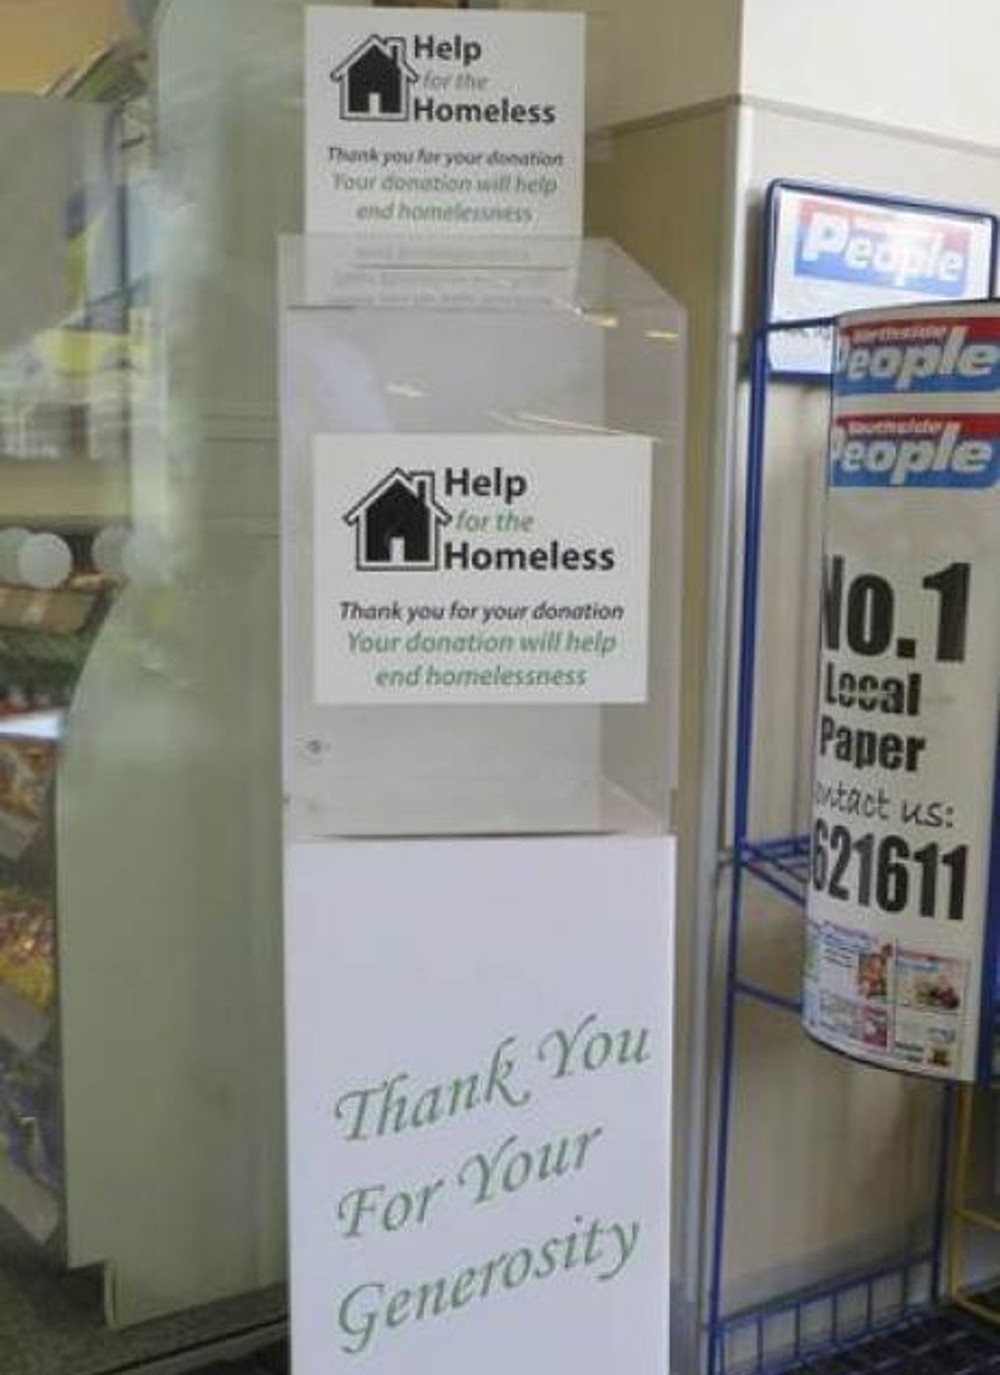 Help
for the
Homeless
Thank you for your donation
Your donation will help
end homelessness
Help
for the
Homeless
Thank you for your donation
Your donation will help
end homelessness
Thank You
For Your
Generosity
People
Northside
People
Southside
People
No.1
Local
Paper
contact us:
621611